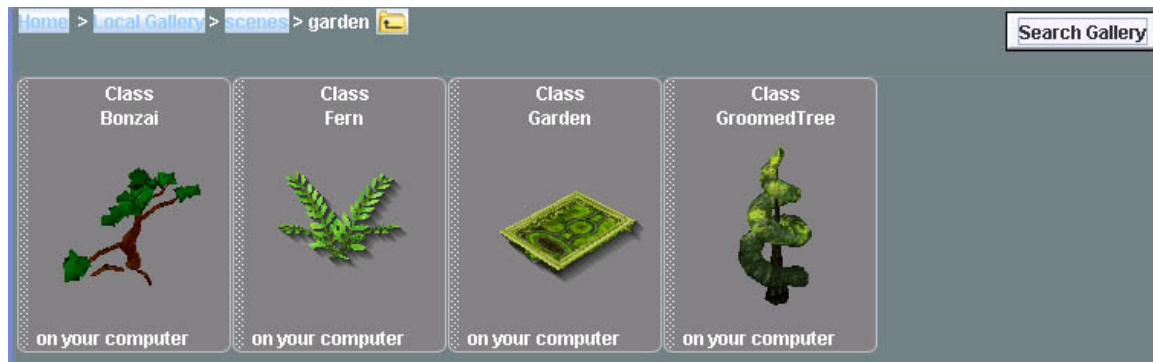 Home > Local Gallery > scenes > garden
Search Gallery
Class
Bonzai
on your computer
Class
Fern
on your computer
Class
Garden
on your computer
Class
GroomedTree
on your computer